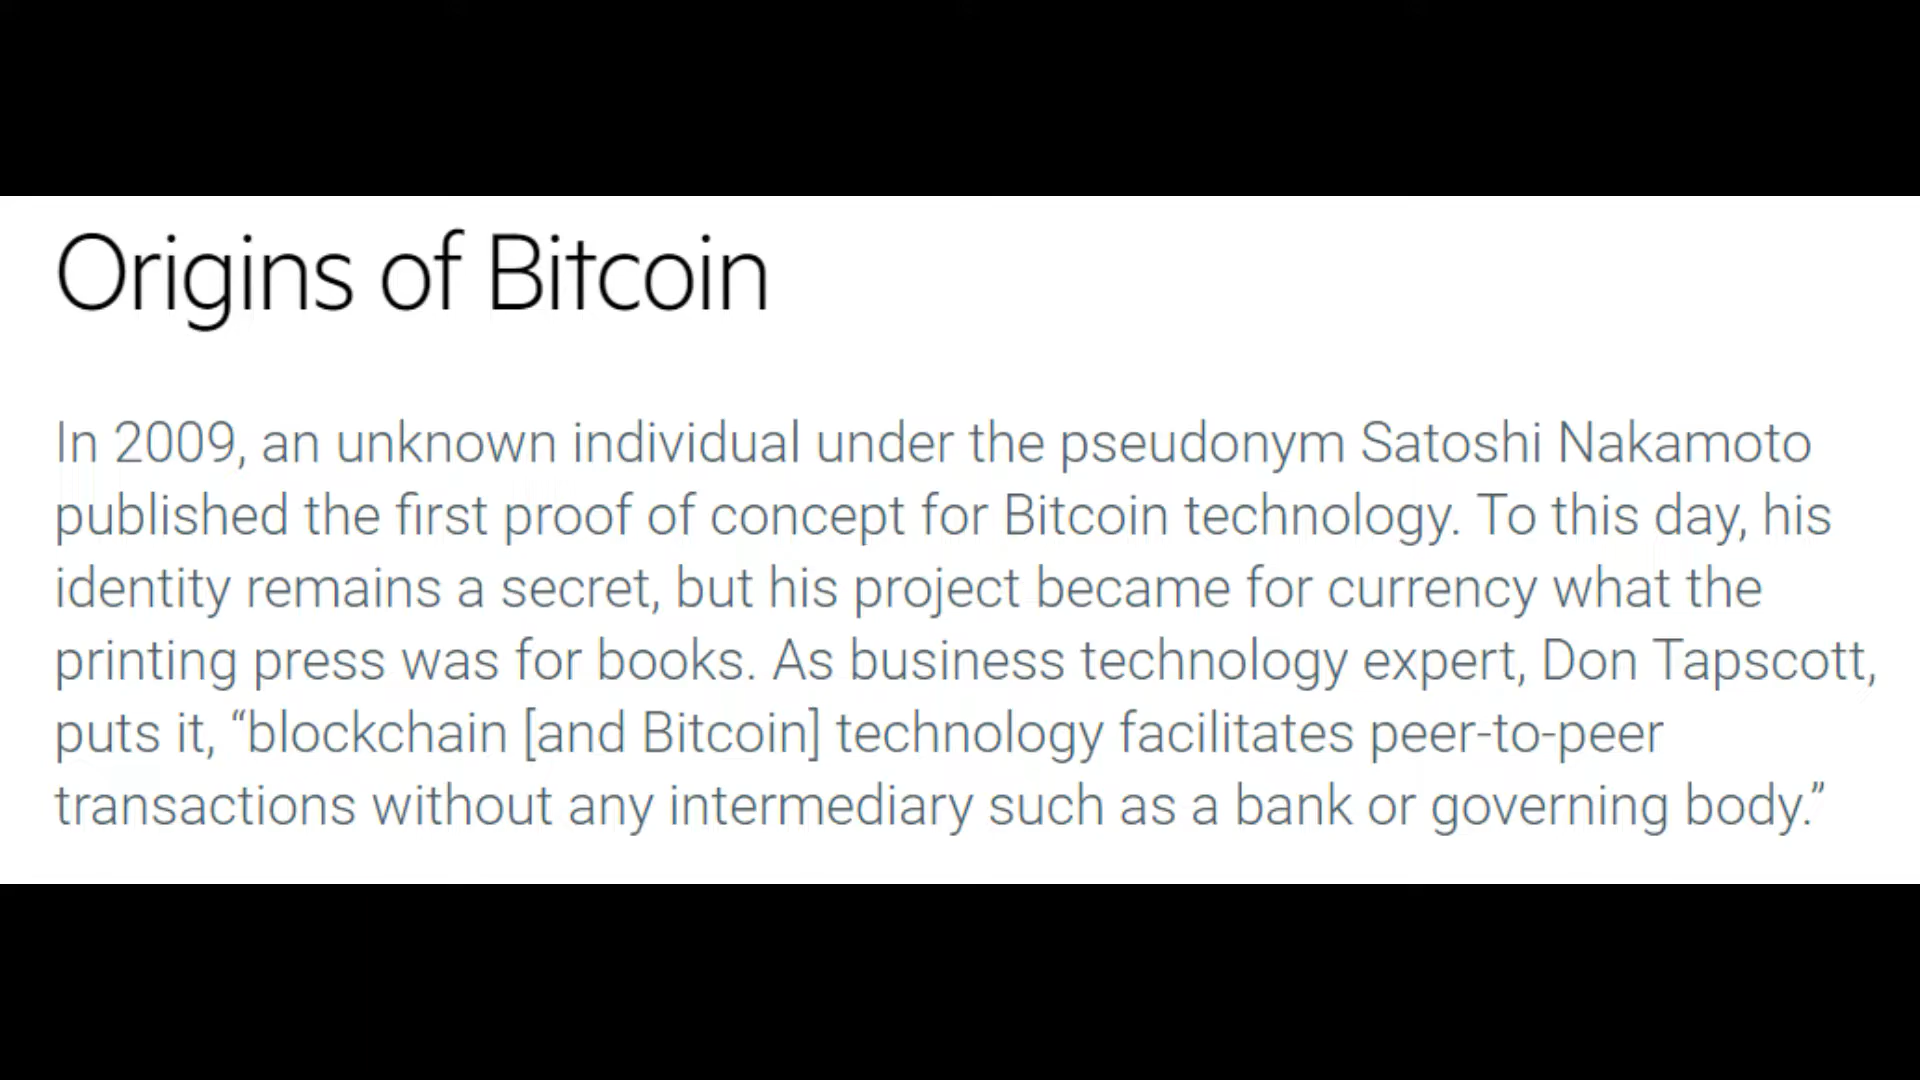 Origins of Bitcoin
In 2009, an unknown individual under the pseudonym Satoshi Nakamoto
published the first proof of concept for Bitcoin technology. To this day, his
identity remains a secret, but his project became for currency what the
printing press was for books. As business technology expert, Don Tapscott,
puts it, “blockchain [and Bitcoin] technology facilitates peer-to-peer
transactions without any intermediary such as a bank or governing body.”